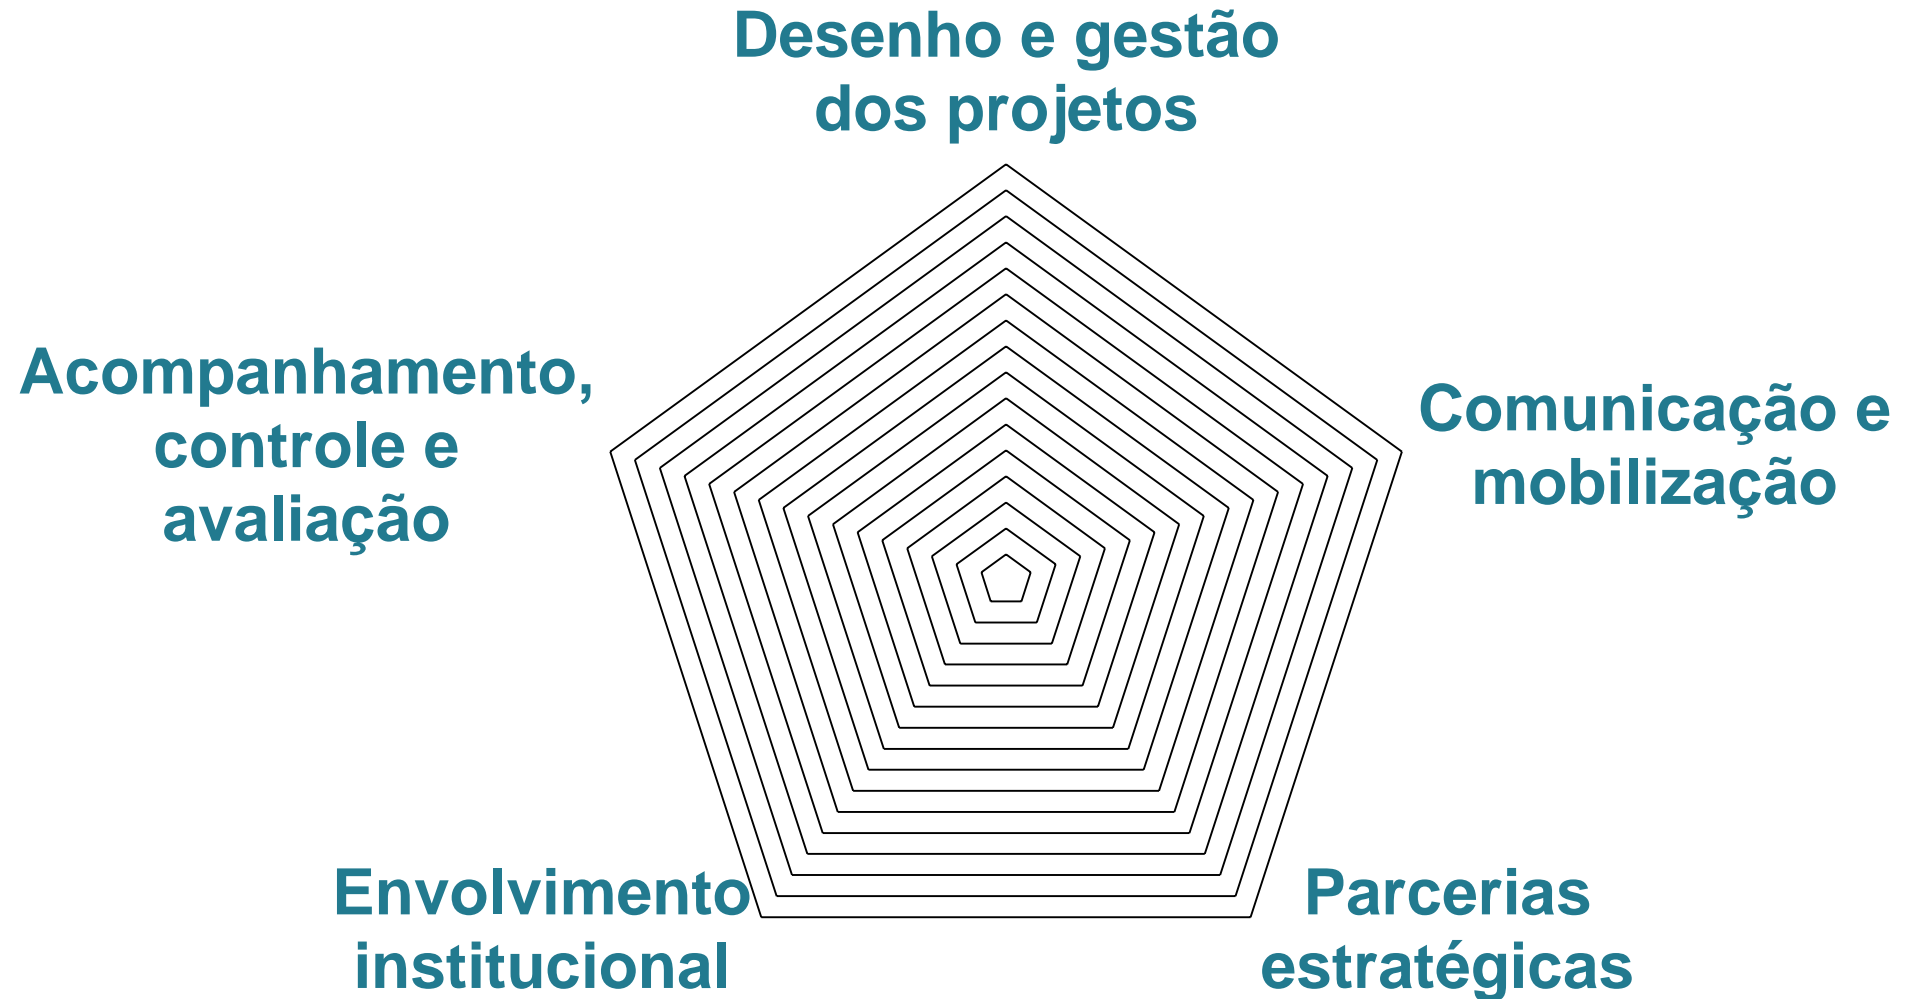 Desenho e gestão
dos projetos
Comunicação e
mobilização
Parcerias
estratégicas
Envolvimento
institucional
Acompanhamento,
controle e
avaliação